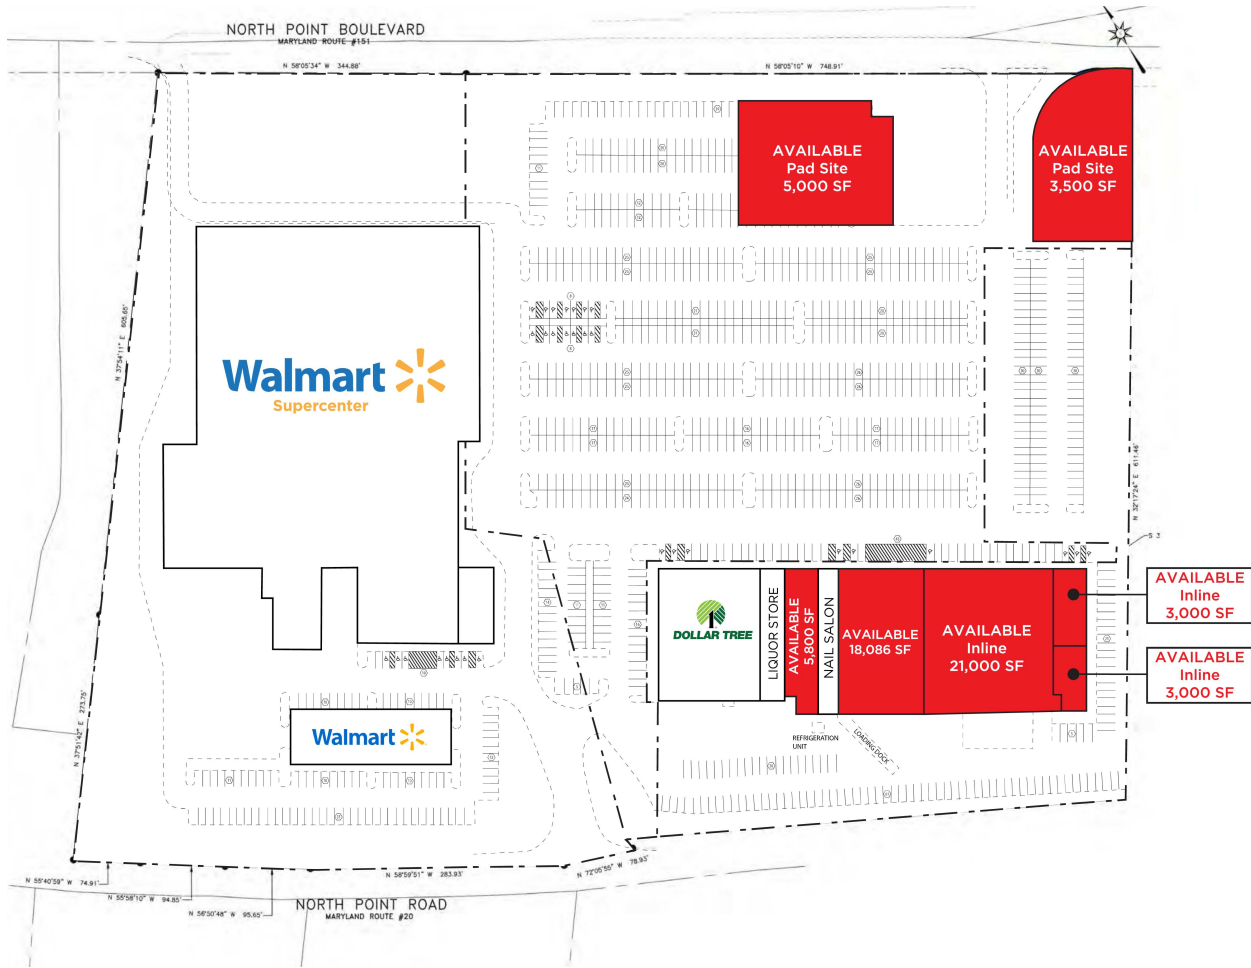 NORTH POINT BOULEVARD
MARYLAND ROUTE #151
N 58°05'34" W 344.88'
N 58°05'10" W 748.91'
AVAILABLE
Pad Site
5,000 SF
AVAILABLE
Pad Site
3,500 SF
N 37°54'11" E 605.65'
Walmart
Supercenter
N 32°17'24" E 611.46'
S 3
DOLLAR TREE
LIQUOR STORE
AVAILABLE
5,800 SF
NAIL SALON
AVAILABLE
18,086 SF
AVAILABLE
Inline
21,000 SF
AVAILABLE
Inline
3,000 SF
AVAILABLE
Inline
3,000 SF
N 37°51'42" E 273.75'
Walmart
REFRIGERATION
UNIT
LOADING DOCK
N 55°40'59" W 74.91'
N 55°58'10" W 94.85'
N 56°50'48" W 95.65'
N 58°59'51" W 283.93'
N 72°05'55" W 78.93'
NORTH POINT ROAD
MARYLAND ROUTE #20